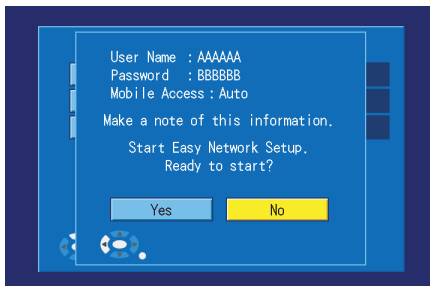 User Name : AAAAAA
Password : BBBBBB
Mobile Access : Auto
Make a note of this information.
Start Easy Network Setup.
Ready to start?
Yes No